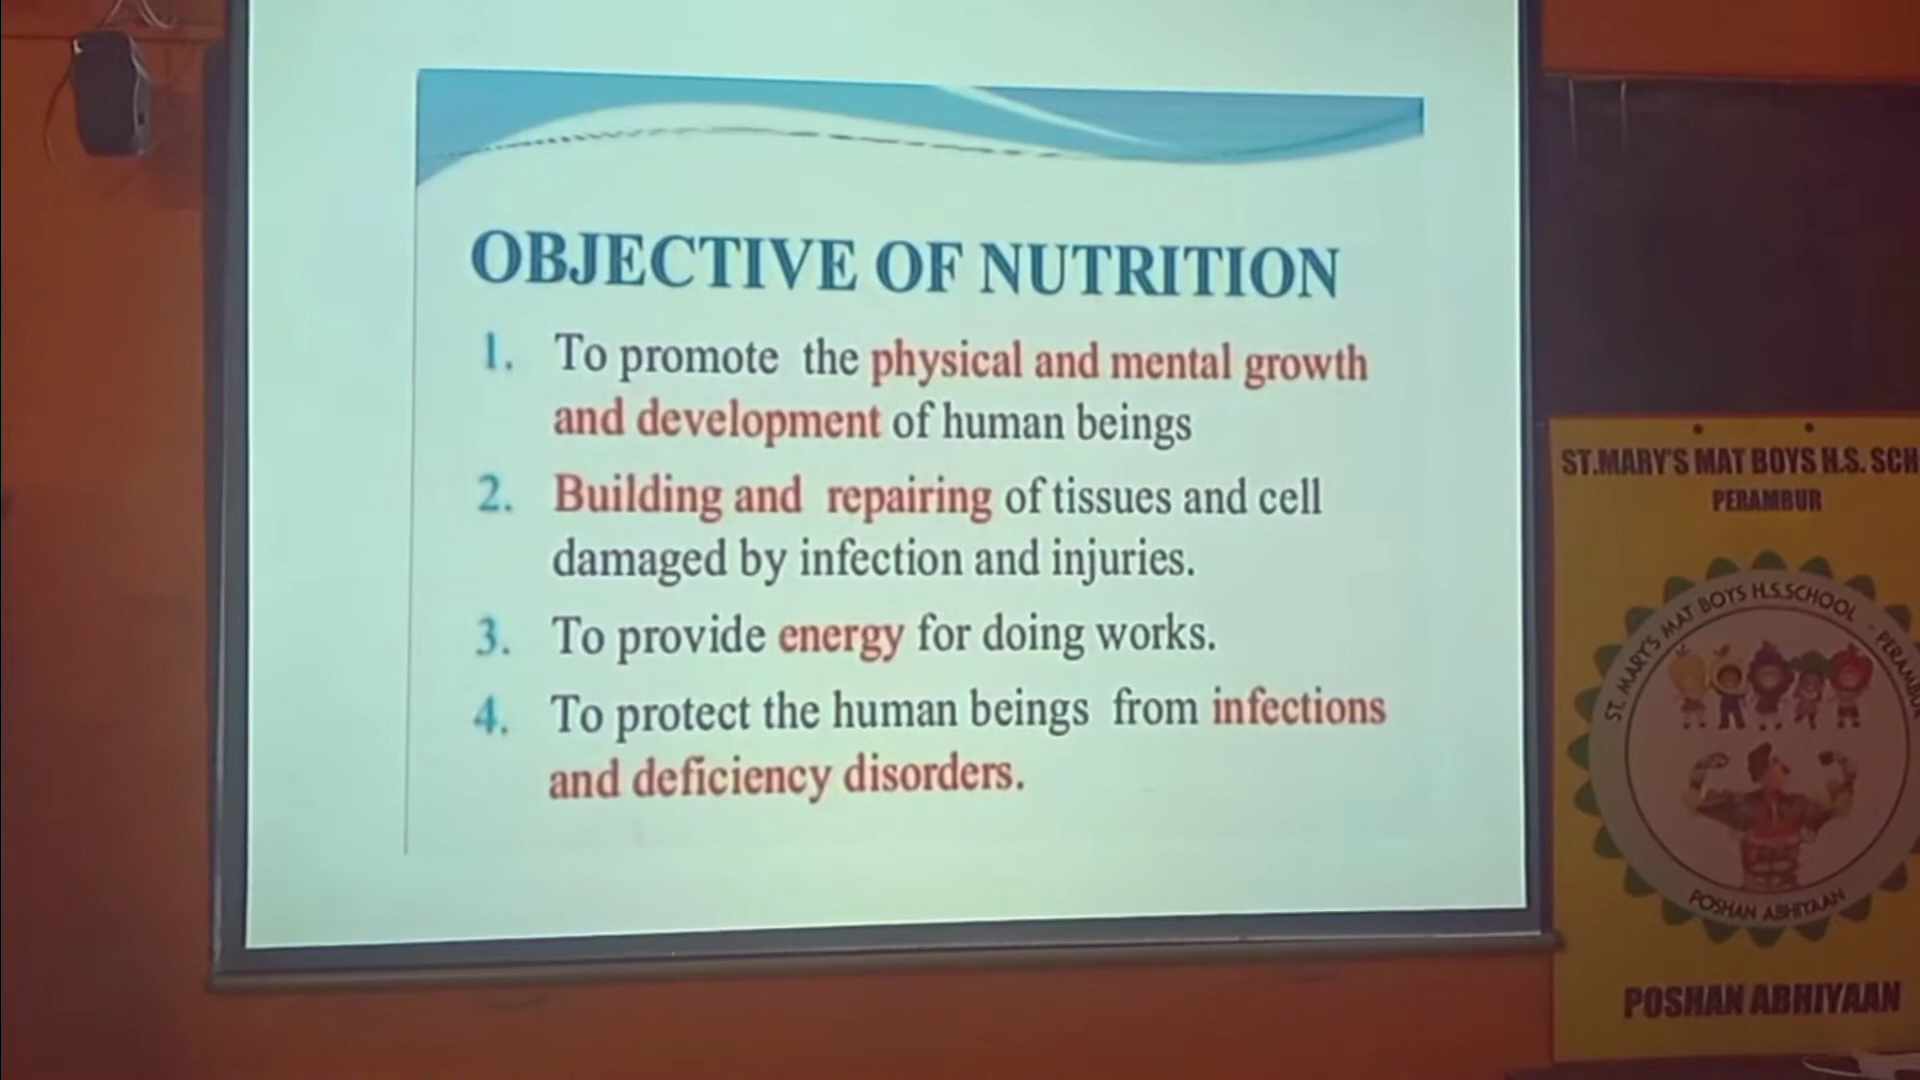 OBJECTIVE OF NUTRITION
1. To promote the physical and mental growth
and development of human beings
2. Building and repairing of tissues and cell
damaged by infection and injuries.
3. To provide energy for doing works.
4. To protect the human beings from infections
and deficiency disorders.
ST.MARY'S MAT BOYS H.S. SCH
PERAMBUR
ST. MARY'S MAT BOYS H.S.SCHOOL - PERAMBUR
POSHAN ABHIYAAN
POSHAN ABHIYAAN